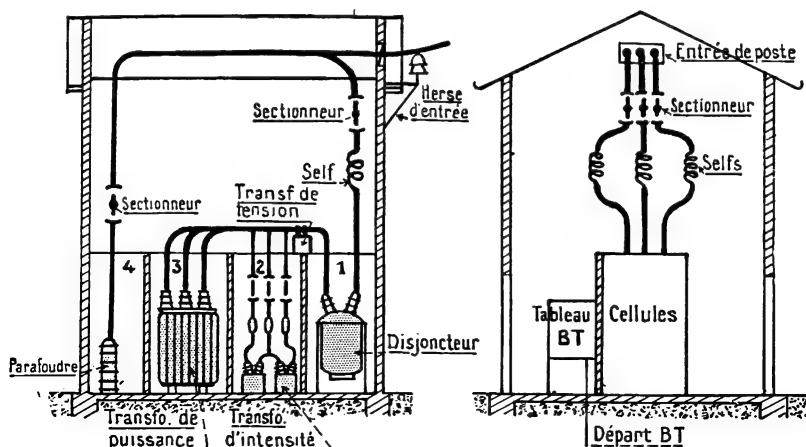 Sectionneur
Herse
d'entrée
Self
Transf de
tension
Sectionneur
4
3
2
1
Parafoudre
Disjoncteur
Transfo. de
puissance
Transfo.
d'intensité
Entrée de poste
Sectionneur
Selfs
Tableau
BT
Cellules
Départ BT